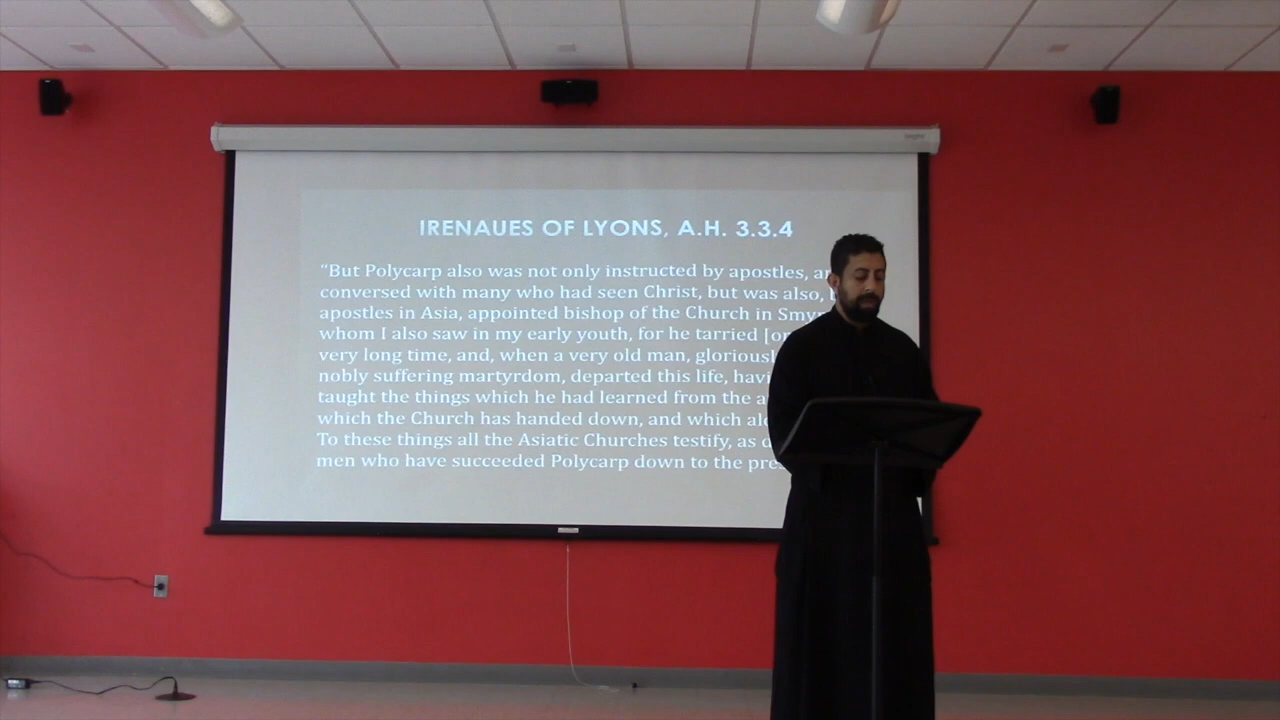 IRENAUES OF LYONS, A.H. 3.3.4
“But Polycarp also was not only instructed by apostles,
conversed with many who had seen Christ, but was also,
apostles in Asia, appointed bishop of the Church in
whom I also saw in my early youth, for he tarried
very long time, and, when a very old man,
nobly suffering martyrdom, departed this life,
taught the things which he had learned from the
which the Church has handed down, and which
To these things all the Asiatic Churches testify, as
men who have succeeded Polycarp down to the